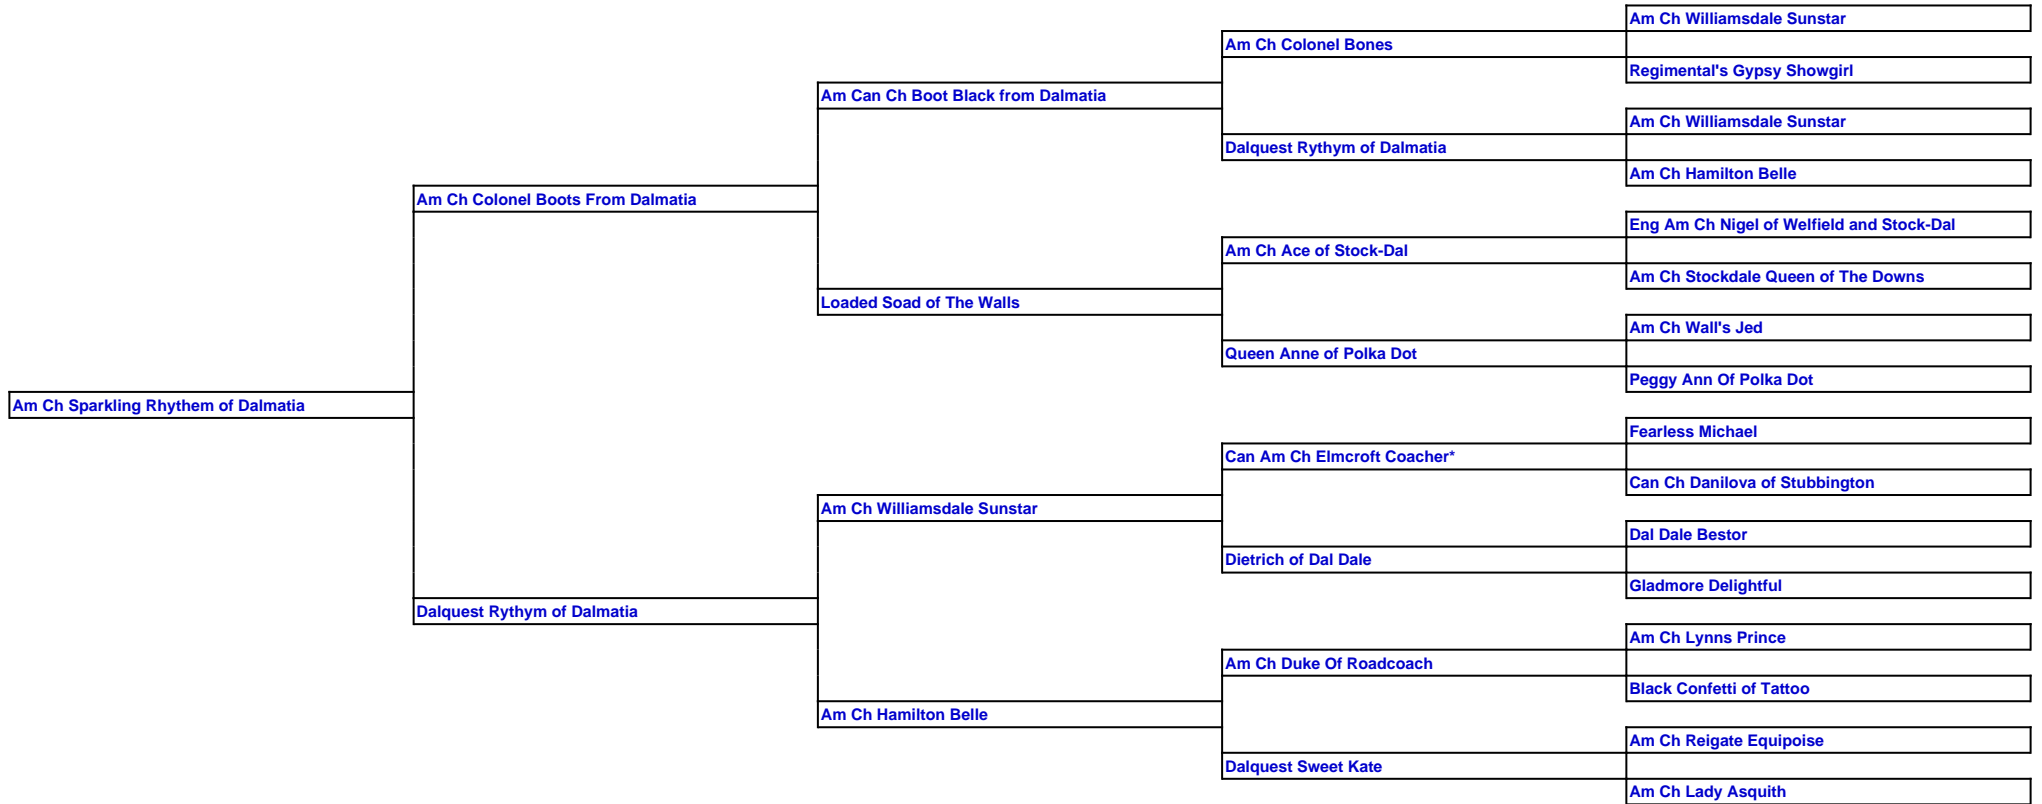 Am Ch Williamsdale Sunstar
Am Ch Colonel Bones
Regimental's Gypsy Showgirl
Am Can Ch Boot Black from Dalmatia
Am Ch Williamsdale Sunstar
Dalquest Rythym of Dalmatia
Am Ch Hamilton Belle
Am Ch Colonel Boots From Dalmatia
Eng Am Ch Nigel of Welfield and Stock-Dal
Am Ch Ace of Stock-Dal
Am Ch Stockdale Queen of The Downs
Loaded Soad of The Walls
Am Ch Wall's Jed
Queen Anne of Polka Dot
Peggy Ann Of Polka Dot
Am Ch Sparkling Rhythem of Dalmatia
Fearless Michael
Can Am Ch Elmcroft Coacher*
Can Ch Danilova of Stubbington
Am Ch Williamsdale Sunstar
Dal Dale Bestor
Dietrich of Dal Dale
Gladmore Delightful
Dalquest Rythym of Dalmatia
Am Ch Lynns Prince
Am Ch Duke Of Roadcoach
Black Confetti of Tattoo
Am Ch Hamilton Belle
Am Ch Reigate Equipoise
Dalquest Sweet Kate
Am Ch Lady Asquith